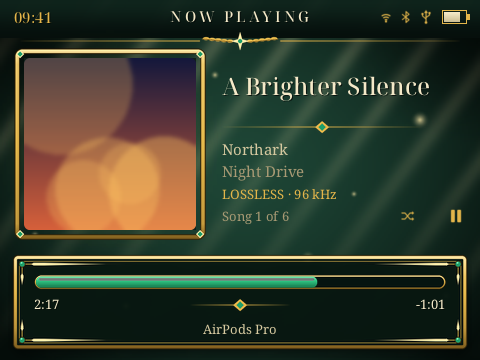 09:41
NOW PLAYING
A Brighter Silence
Northark
Night Drive
LOSSLESS · 96 kHz
Song 1 of 6
2:17
-1:01
AirPods Pro